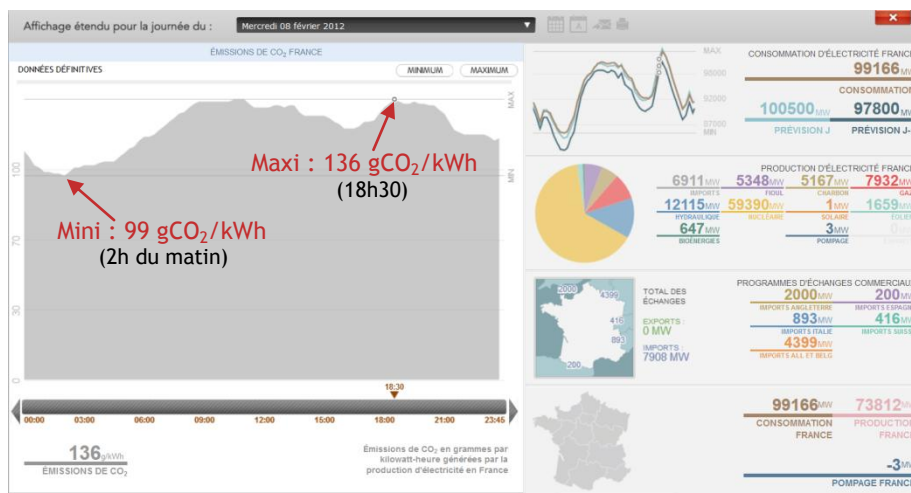 Affichage étendu pour la journée du :
Mercredi 08 février 2012
ÉMISSIONS DE CO₂ FRANCE
DONNÉES DÉFINITIVES
MINIMUM
MAXIMUM
MAX
MIN
100
70
30
0
Maxi : 136 gCO₂/kWh
(18h30)
Mini : 99 gCO₂/kWh
(2h du matin)
18:30
00:00 03:00 06:00 09:00 12:00 15:00 18:00 21:00 23:45
136g/kWh
ÉMISSIONS DE CO₂
Émissions de CO₂ en grammes par
kilowatt-heure générées par la
production d'électricité en France
MAX
92000
MIN
CONSOMMATION D'ÉLECTRICITÉ FRANCE
99166MW
CONSOMMATION
100500MW 97800MW
PRÉVISION J PRÉVISION J-
PRODUCTION D'ÉLECTRICITÉ FRANCE
6911MW 5348MW 5167MW 7932MW
IMPORTS FIOUL CHARBON GAZ
12115MW 59390MW 1MW 1659MW
HYDRAULIQUE NUCLÉAIRE SOLAIRE
647MW 3MW
BIOÉNERGIES POMPAGE
PROGRAMMES D'ÉCHANGES COMMERCIAUX
2000 4399 416 893 200
TOTAL DES
ÉCHANGES
EXPORTS :
0 MW
IMPORTS :
7908 MW
2000MW 200MW
IMPORTS ANGLETERRE IMPORTS ESPAGNE
893MW 416MW
IMPORTS ITALIE IMPORTS SUISSE
4399MW
IMPORTS ALL ET BELG
99166MW 73812MW
CONSOMMATION PRODUCTION
FRANCE FRANCE
-3MW
POMPAGE FRANCE